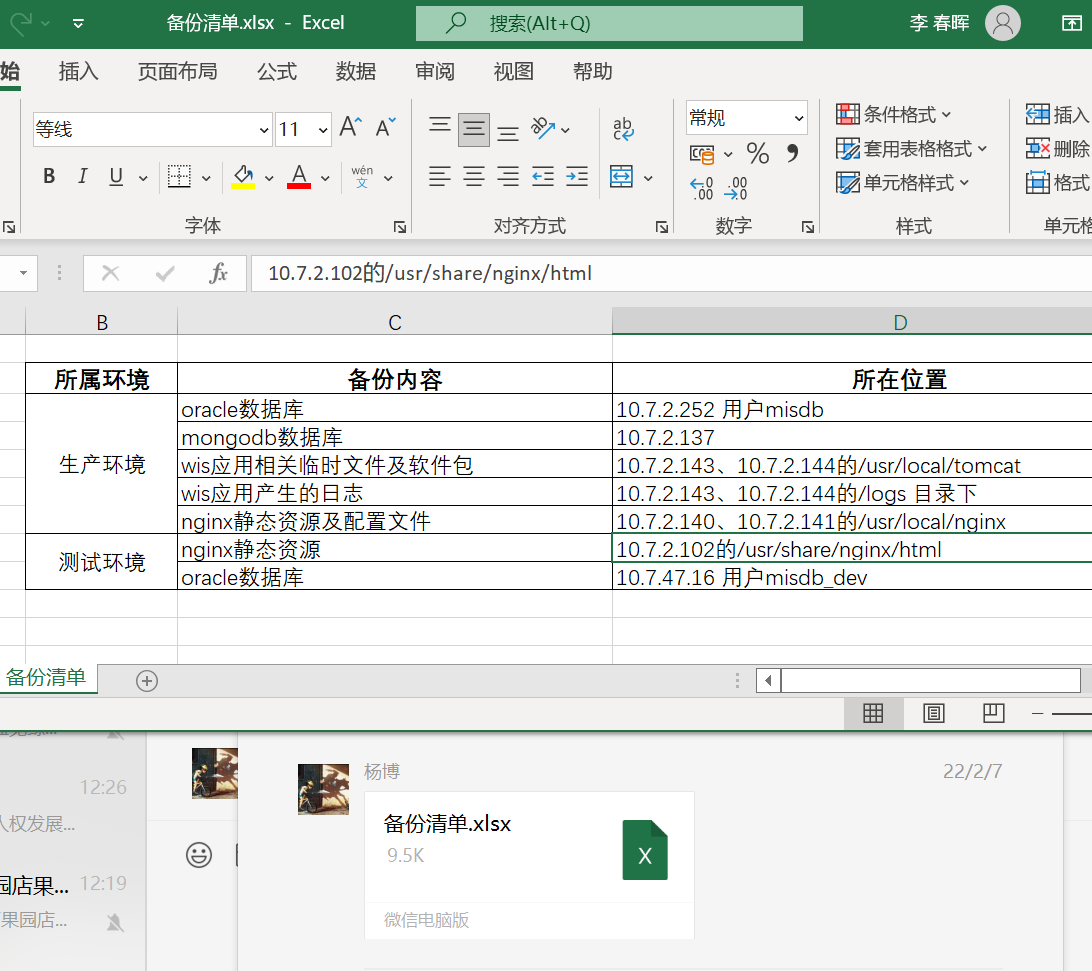 备份清单.xlsx - Excel
搜索(Alt+Q)
李 春晖
始 插入 页面布局 公式 数据 审阅 视图 帮助
等线 11 A A
常规
条件格式
插入
ab
套用表格格式
删除
B I U A wén 文
单元格样式
格式
字体 对齐方式 数字 样式 单元格
fx 10.7.2.102的/usr/share/nginx/html
B C D
所属环境 备份内容 所在位置
生产环境
oracle数据库 10.7.2.252 用户misdb
mongodb数据库 10.7.2.137
wis应用相关临时文件及软件包 10.7.2.143、10.7.2.144的/usr/local/tomcat
wis应用产生的日志 10.7.2.143、10.7.2.144的/logs 目录下
nginx静态资源及配置文件 10.7.2.140、10.7.2.141的/usr/local/nginx
测试环境
nginx静态资源 10.7.2.102的/usr/share/nginx/html
oracle数据库 10.7.47.16 用户misdb_dev
备份清单
杨博 22/2/7
12:26
人权发展...
备份清单.xlsx
9.5K
X
园店果... 12:19
果园店...
微信电脑版